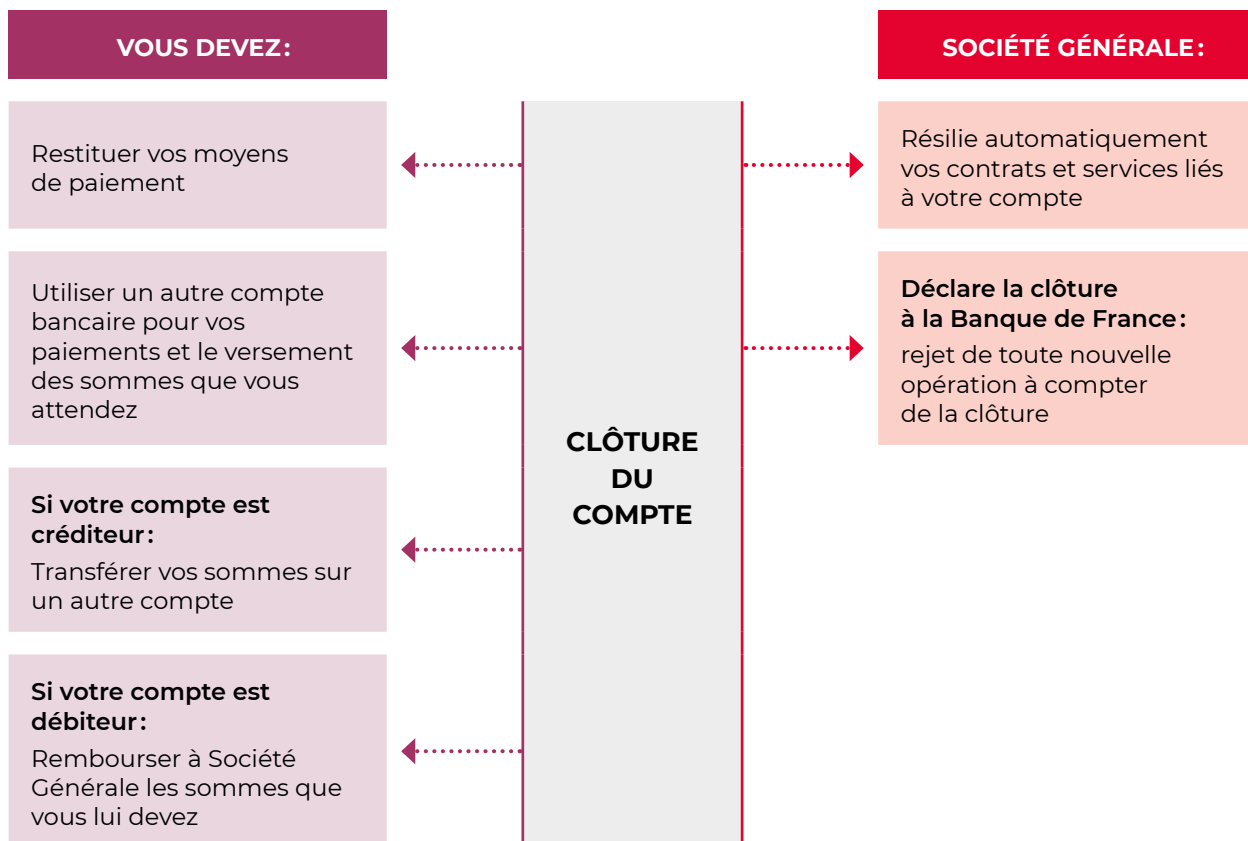 VOUS DEVEZ :
Restituer vos moyens
de paiement
Utiliser un autre compte
bancaire pour vos
paiements et le versement
des sommes que vous
attendez
Si votre compte est
créditeur :
Transférer vos sommes sur
un autre compte
Si votre compte est
débiteur :
Rembourser à Société
Générale les sommes que
vous lui devez
CLÔTURE
DU
COMPTE
SOCIÉTÉ GÉNÉRALE :
Résilie automatiquement
vos contrats et services liés
à votre compte
Déclare la clôture
à la Banque de France :
rejet de toute nouvelle
opération à compter
de la clôture